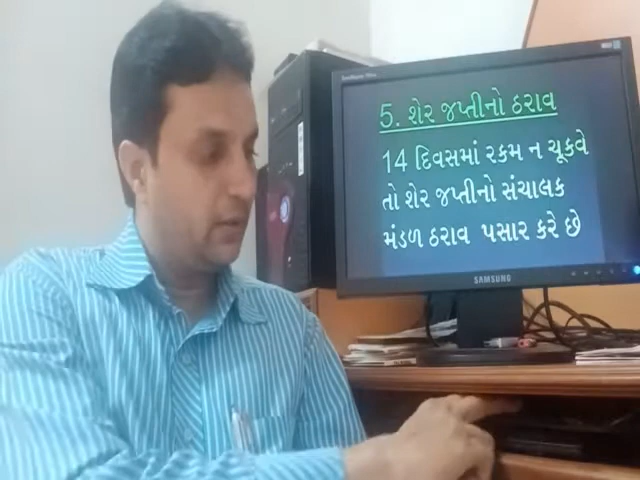 5. શેર જપ્તીનો ઠરાવ
14 દિવસમાં રકમ ન ચૂકવે
તો શેર જપ્તીનો સંચાલક
મંડળ ઠરાવ પસાર કરે છે
SAMSUNG